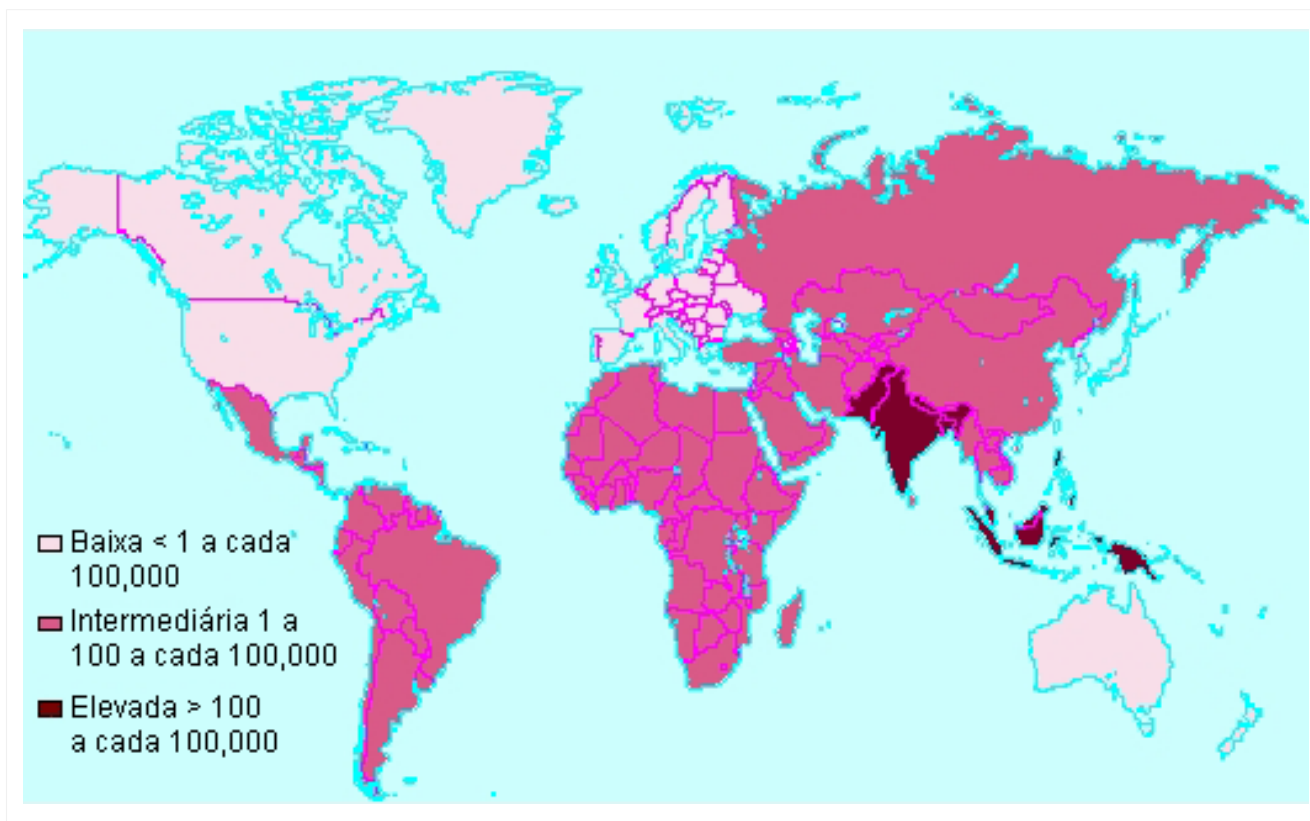 Baixa < 1 a cada
100,000
Intermediária 1 a
100 a cada 100,000
Elevada > 100
a cada 100,000